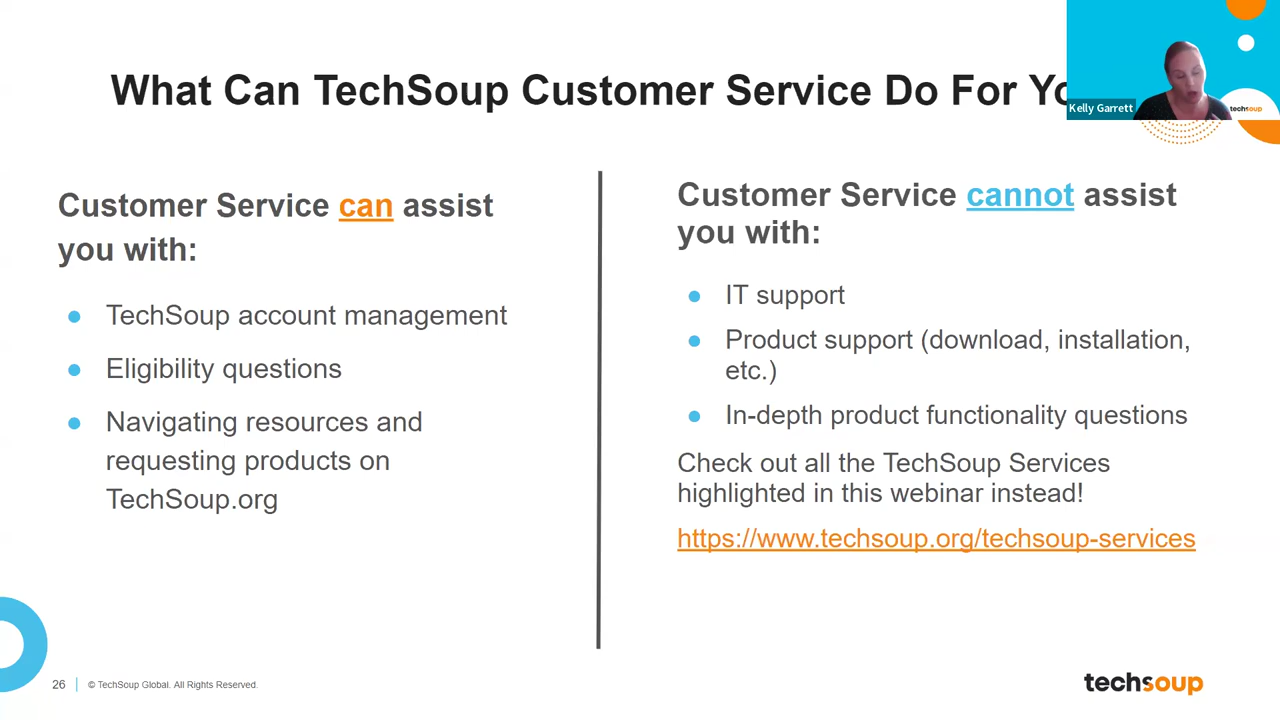 What Can TechSoup Customer Service Do For Yo
Kelly Garrett
techsoup
Customer Service can assist
you with:
TechSoup account management
Eligibility questions
Navigating resources and
requesting products on
TechSoup.org
Customer Service cannot assist
you with:
IT support
Product support (download, installation,
etc.)
In-depth product functionality questions
Check out all the TechSoup Services
highlighted in this webinar instead!
https://www.techsoup.org/techsoup-services
26
© TechSoup Global. All Rights Reserved.
techsoup